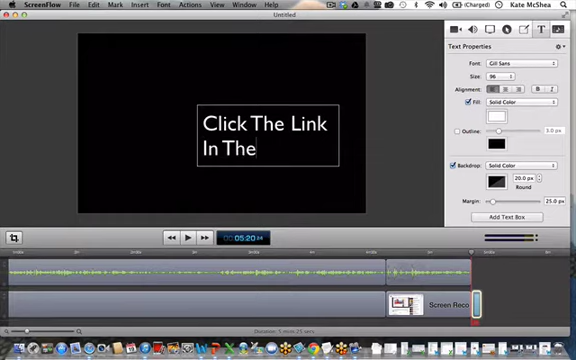 ScreenFlow File Edit Mark Insert Font Actions View Window Help (Charged) Kate McShea
Untitled
Text Properties
Font: Gill Sans
Size: 96
Alignment: B I
Fill Solid Color
Outline: 3.0 px
Backdrop: Solid Color
20.0 px
Round
Margin: 25.0 px
Add Text Box
Click The Link
In The
00:05:20 24
Screen Reco
Duration: 5 min 25 secs